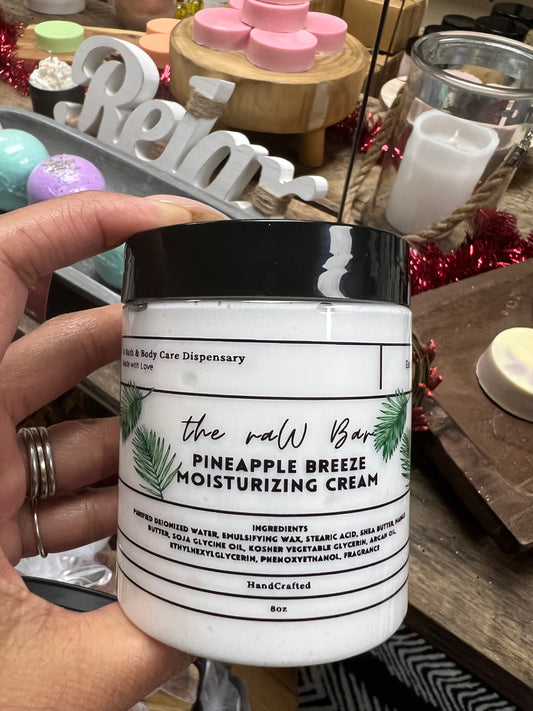 Relax
Bath & Body Care Dispensary
Made with Love
the raW Bar
PINEAPPLE BREEZE
MOISTURIZING CREAM
INGREDIENTS
PURIFIED DEIONIZED WATER, EMULSIFYING WAX, STEARIC ACID, SHEA BUTTER, MANGO
BUTTER, SOJA GLYCINE OIL, KOSHER VEGETABLE GLYCERIN, ARGAN OIL,
ETHYLHEXYLGLYCERIN, PHENOXYETHANOL, FRAGRANCE
HandCrafted
8oz